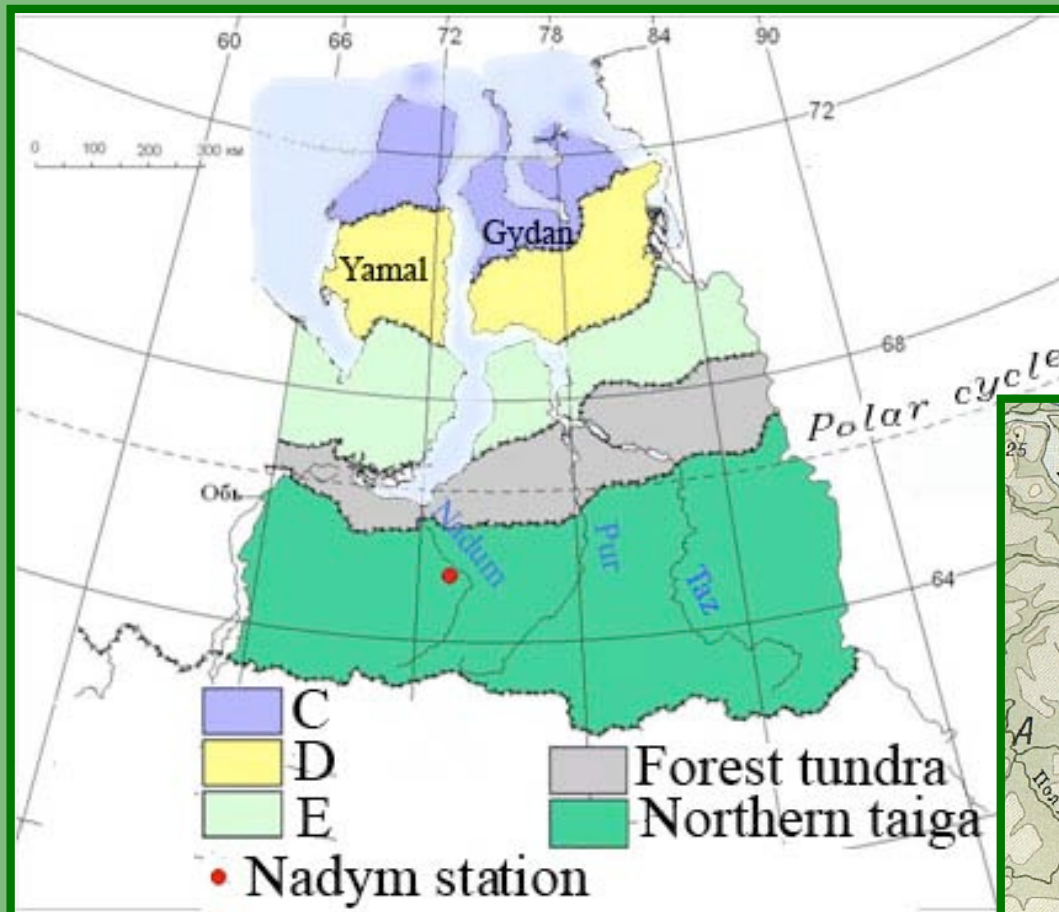 60 66 72 78 84 90
72
0 100 200 300 км
Gydan
Yamal
68
Polar cycle
25
Обь
Nadum
Pur
Taz
64
C
D
E
Forest tundra
Northern taiga
A
Nadym station